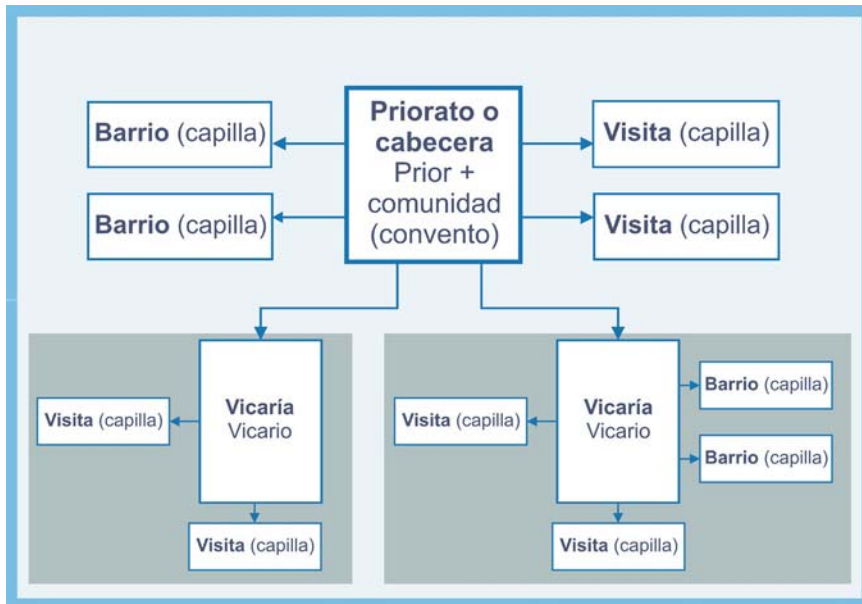 Priorato o
cabecera
Prior +
comunidad
(convento)
Barrio (capilla)
Barrio (capilla)
Visita (capilla)
Visita (capilla)
Vicaría
Vicario
Visita (capilla)
Visita (capilla)
Vicaría
Vicario
Visita (capilla)
Barrio (capilla)
Barrio (capilla)
Visita (capilla)